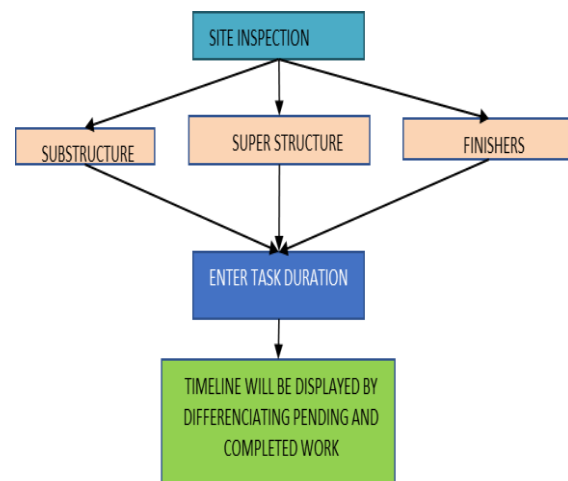 SITE INSPECTION
SUBSTRUCTURE
SUPER STRUCTURE
FINISHERS
ENTER TASK DURATION
TIMELINE WILL BE DISPLAYED BY
DIFFERENCIATING PENDING AND
COMPLETED WORK